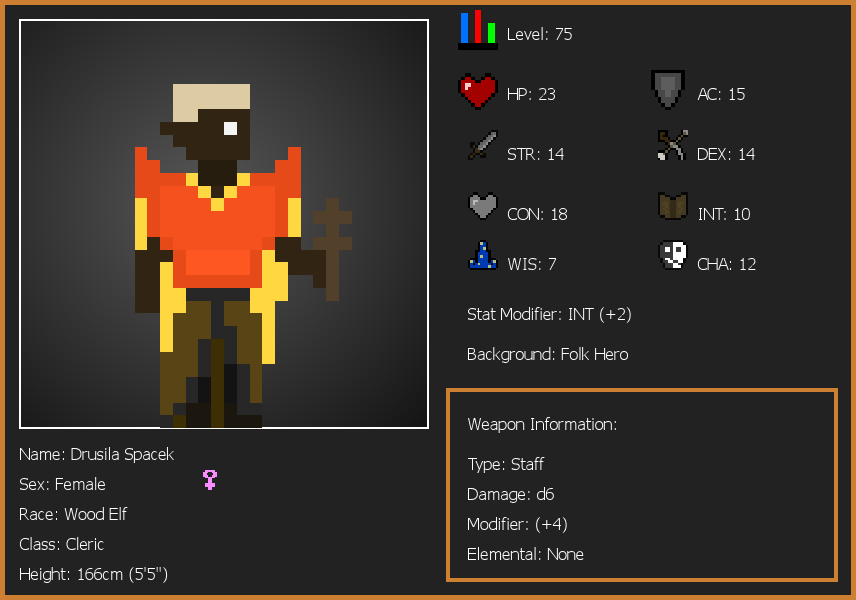 Level: 75
HP: 23
AC: 15
STR: 14
DEX: 14
CON: 18
INT: 10
WIS: 7
CHA: 12
Stat Modifier: INT (+2)
Background: Folk Hero
Weapon Information:
Type: Staff
Damage: d6
Modifier: (+4)
Elemental: None
Name: Drusila Spacek
Sex: Female
Race: Wood Elf
Class: Cleric
Height: 166cm (5'5")